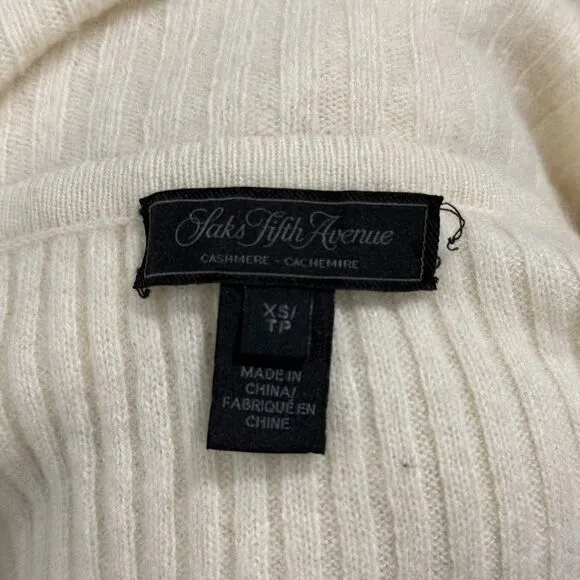 Saks Fifth Avenue
CASHMERE - CACHEMIRE
XS/
TP
MADE IN
CHINA/
FABRIQUÉ EN
CHINE